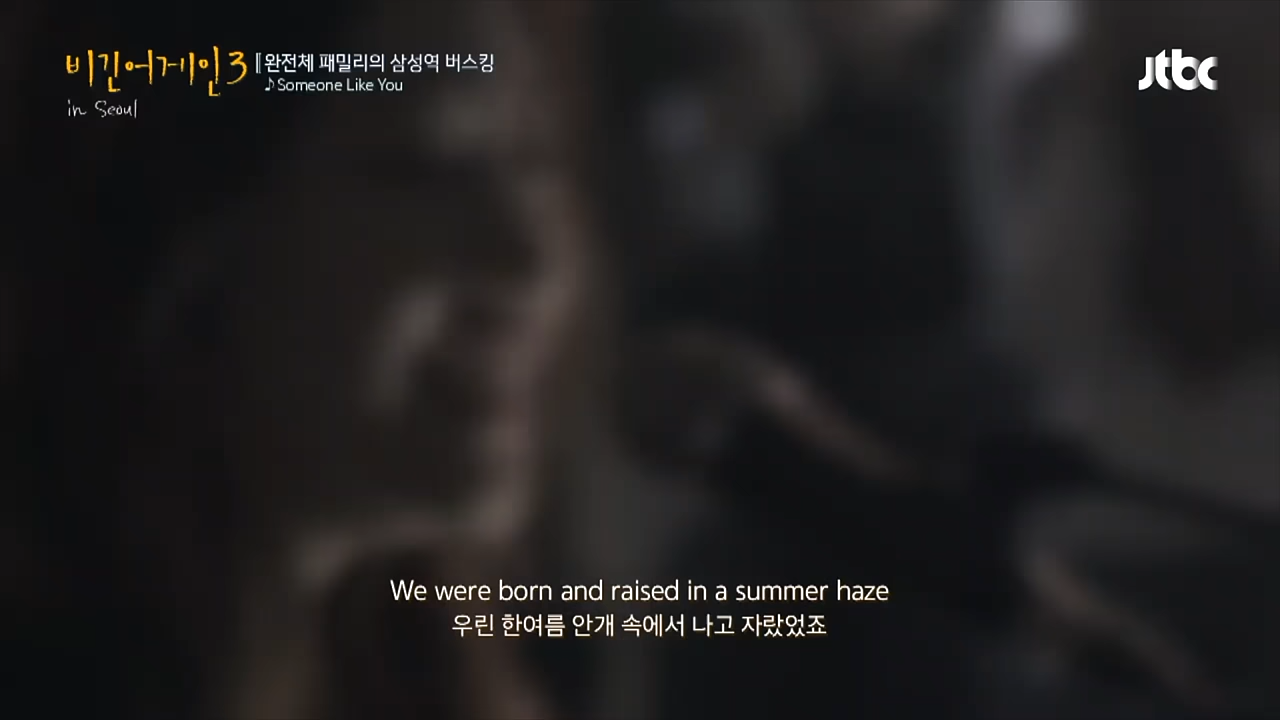 비긴어게인3
in Seoul
완전체 패밀리의 삼성역 버스킹
♪Someone Like You
jtbc
We were born and raised in a summer haze
우린 한여름 안개 속에서 나고 자랐었죠